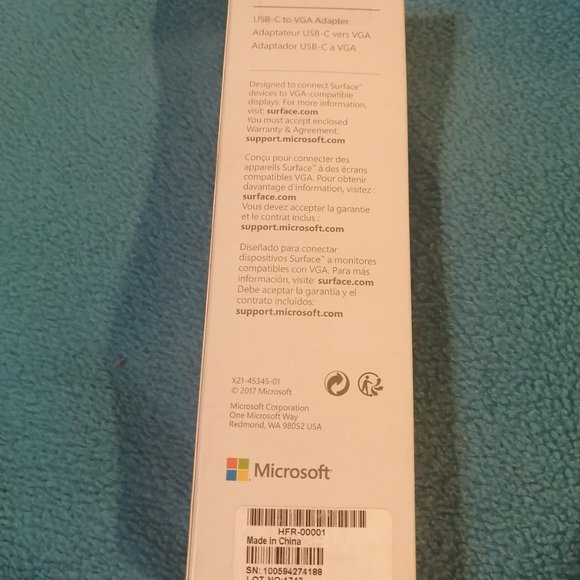 USB-C to VGA Adapter
Adaptateur USB-C vers VGA
Adaptador USB-C a VGA
Designed to connect Surface™
devices to VGA-compatible
displays. For more information,
visit: surface.com
You must accept enclosed
Warranty & Agreement:
support.microsoft.com
Conçu pour connecter des
appareils Surface™ à des écrans
compatibles VGA. Pour obtenir
davantage d'information, visitez :
surface.com
Vous devez accepter la garantie
et le contrat inclus :
support.microsoft.com
Diseñado para conectar
dispositivos Surface™ a monitores
compatibles con VGA. Para más
información, visite: surface.com
Debe aceptar la garantía y el
contrato incluidos:
support.microsoft.com
X21-45345-01
© 2017 Microsoft
Microsoft Corporation
One Microsoft Way
Redmond, WA 98052 USA
Microsoft
HFR-00001
Made in China
SN: 100594274188
LOT NO:1743